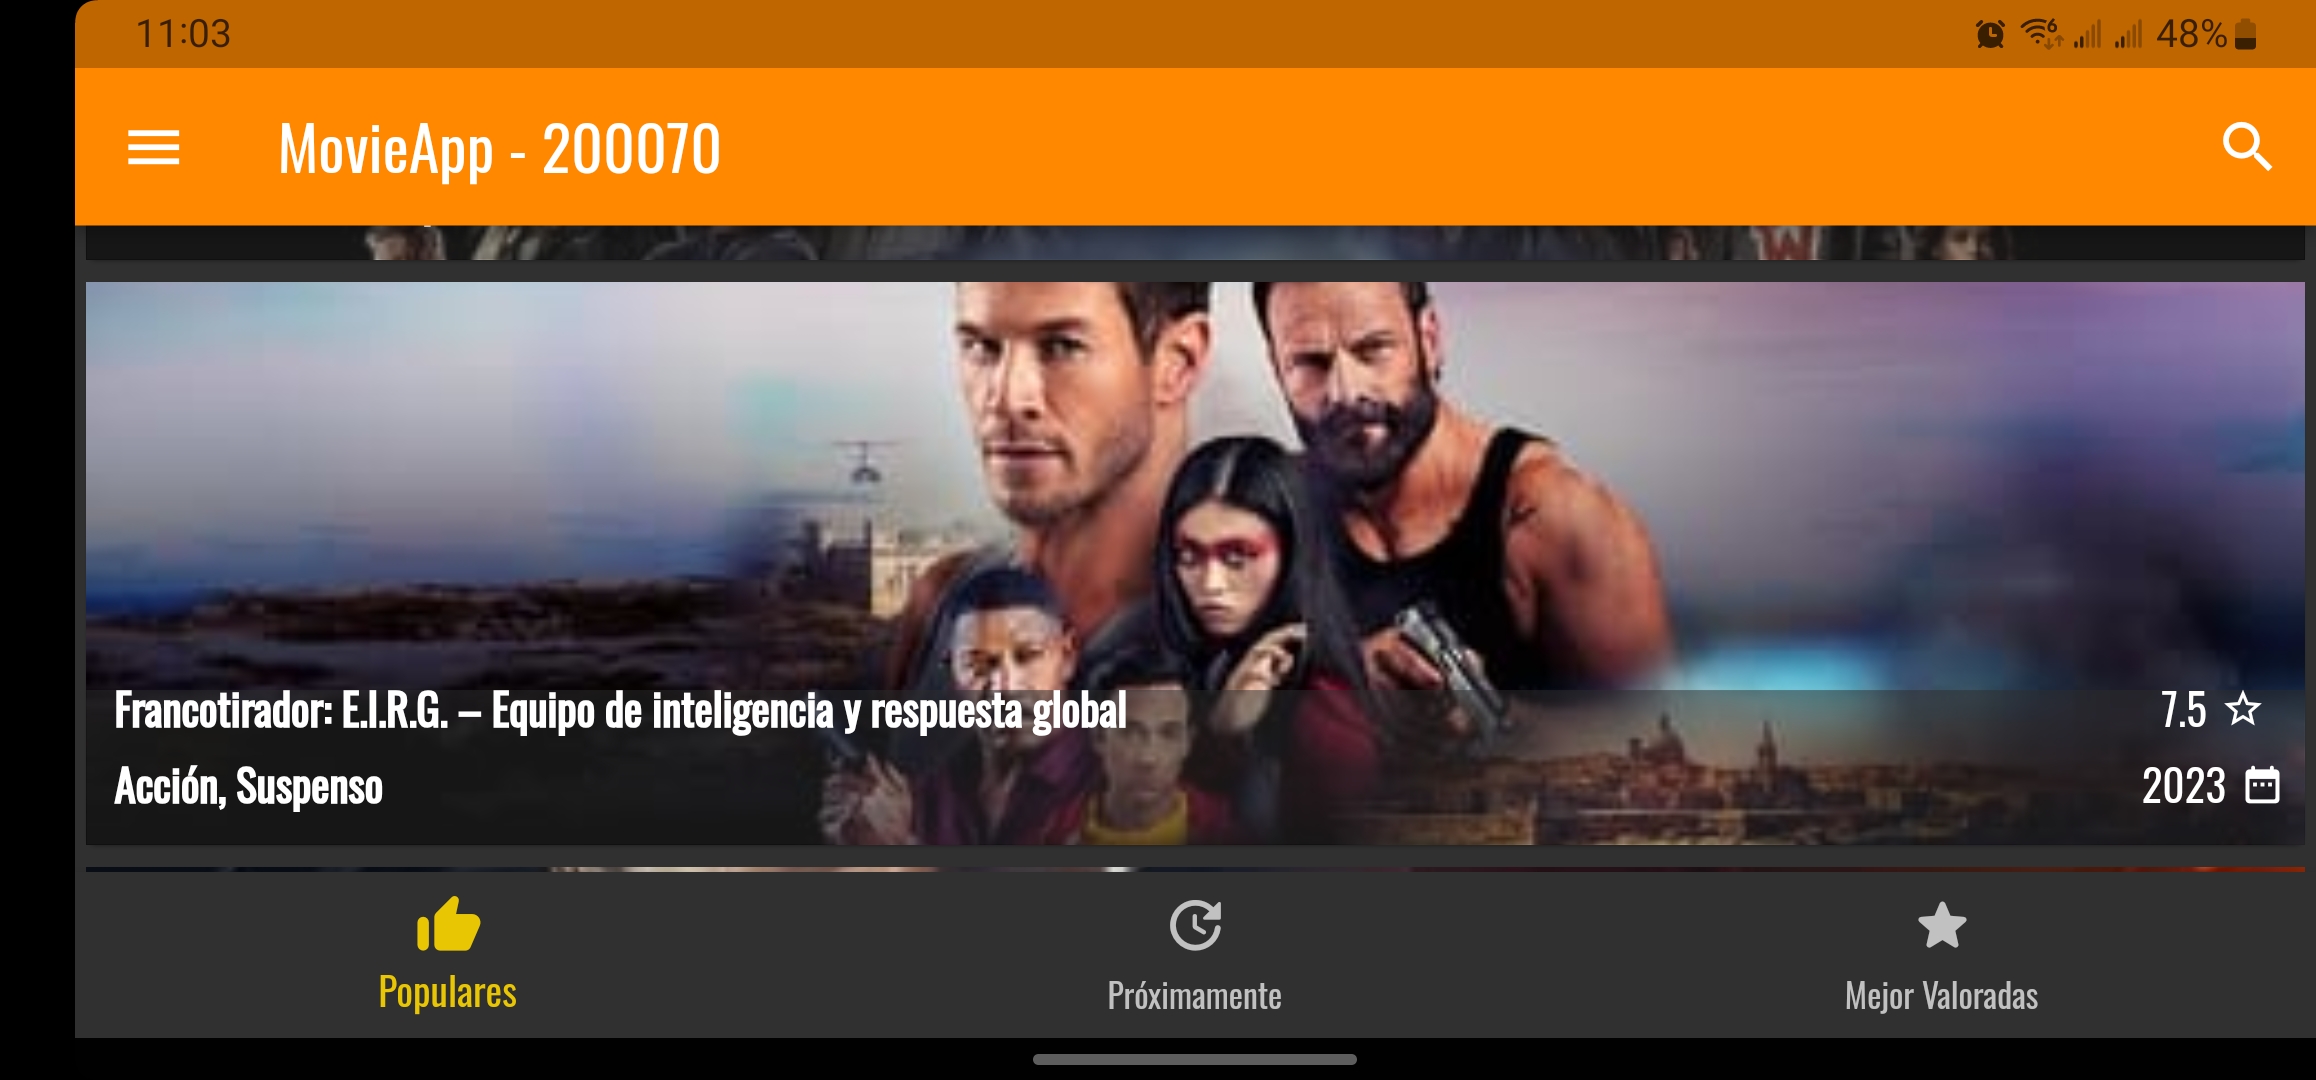 11:03
6
48%
MovieApp - 200070
W
Francotirador: E.I.R.G. – Equipo de inteligencia y respuesta global
7.5
Acción, Suspenso
2023
Populares
Próximamente
Mejor Valoradas